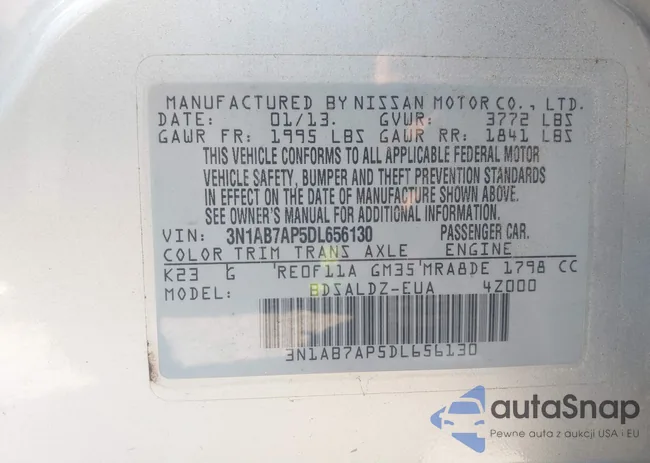 MANUFACTURED BY NISSAN MOTOR CO., LTD.
DATE: 01/13. GVWR: 3772 LBS
GAWR FR: 1995 LBS GAWR RR: 1841 LBS
THIS VEHICLE CONFORMS TO ALL APPLICABLE FEDERAL MOTOR
VEHICLE SAFETY, BUMPER AND THEFT PREVENTION STANDARDS
IN EFFECT ON THE DATE OF MANUFACTURE SHOWN ABOVE.
SEE OWNER'S MANUAL FOR ADDITIONAL INFORMATION
VIN: 3N1AB7AP5DL656130 PASSENGER CAR.
COLOR TRIM TRANS AXLE ENGINE
K23 G RE0F11A GM35 MRA8DE 1798 CC
MODEL: BDSALDZ-EUA 4Z000
3N1AB7AP5DL656130
autaSnap
Pewne auta z aukcji USA i EU